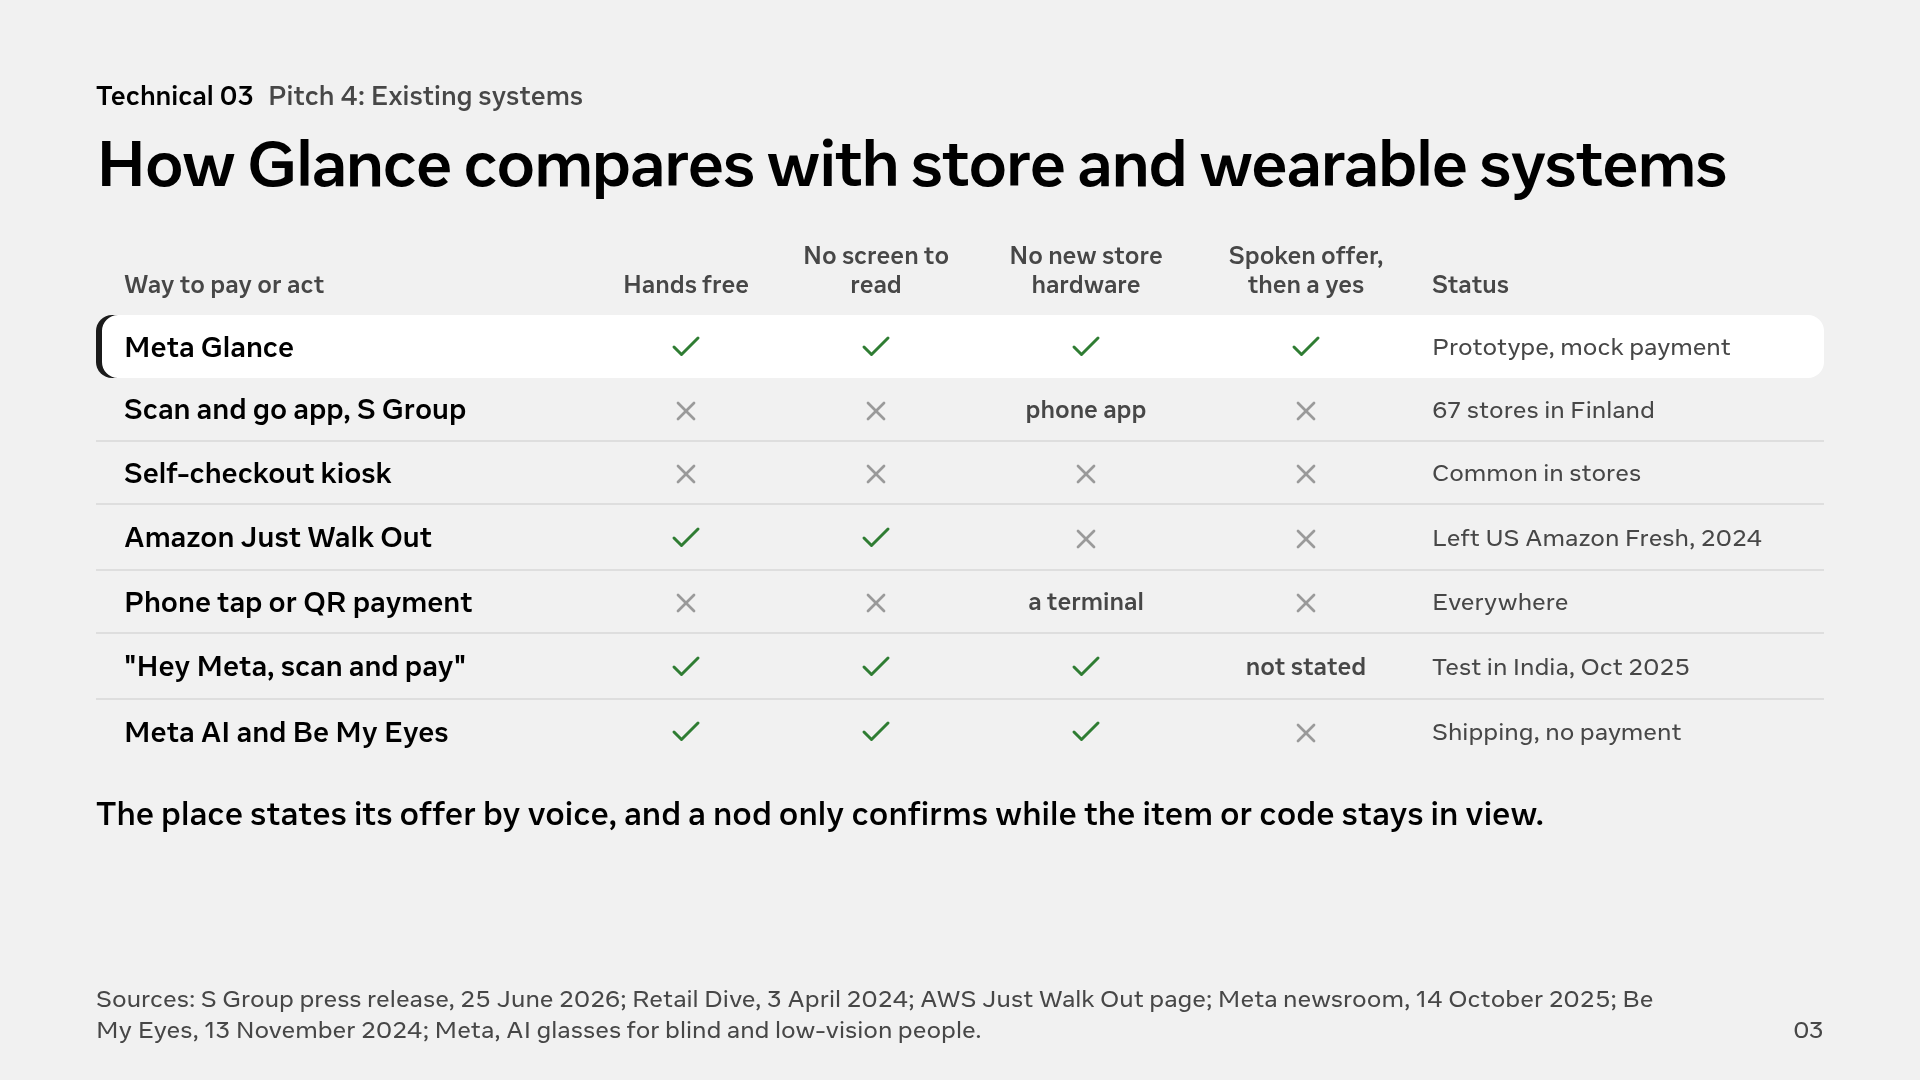 Technical 03 Pitch 4: Existing systems
How Glance compares with store and wearable systems
Way to pay or act Hands free No screen to read No new store hardware Spoken offer, then a yes Status
Meta Glance Prototype, mock payment
Scan and go app, S Group phone app 67 stores in Finland
Self-checkout kiosk Common in stores
Amazon Just Walk Out Left US Amazon Fresh, 2024
Phone tap or QR payment a terminal Everywhere
"Hey Meta, scan and pay" not stated Test in India, Oct 2025
Meta AI and Be My Eyes Shipping, no payment
The place states its offer by voice, and a nod only confirms while the item or code stays in view.
Sources: S Group press release, 25 June 2026; Retail Dive, 3 April 2024; AWS Just Walk Out page; Meta newsroom, 14 October 2025; Be
My Eyes, 13 November 2024; Meta, AI glasses for blind and low-vision people.
03